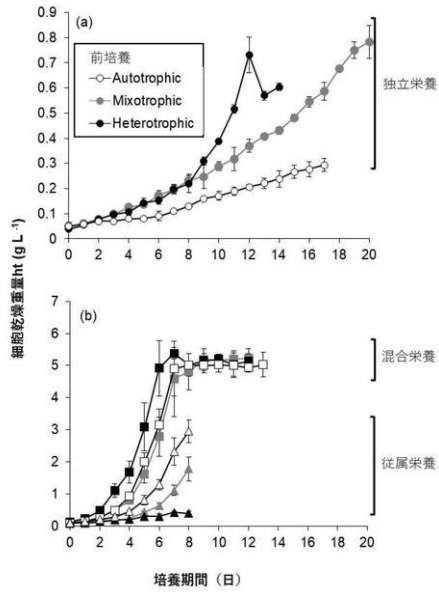 (a)
前培養
Autotrophic
Mixotrophic
Heterotrophic
0.9
0.8
0.7
0.6
0.5
0.4
0.3
0.2
0.1
0
0 2 4 6 8 10 12 14 16 18 20
独立栄養
細胞乾燥重量ht (g L -1)
(b)
7
6
5
4
3
2
1
0
0 2 4 6 8 10 12 14 16 18 20
混合栄養
従属栄養
培養期間（日）